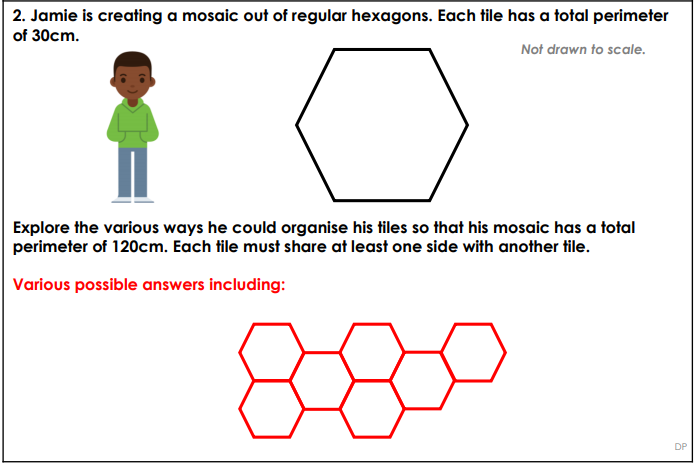 2. Jamie is creating a mosaic out of regular hexagons. Each tile has a total perimeter
of 30cm.
Not drawn to scale.
Explore the various ways he could organise his tiles so that his mosaic has a total
perimeter of 120cm. Each tile must share at least one side with another tile.
Various possible answers including:
DP